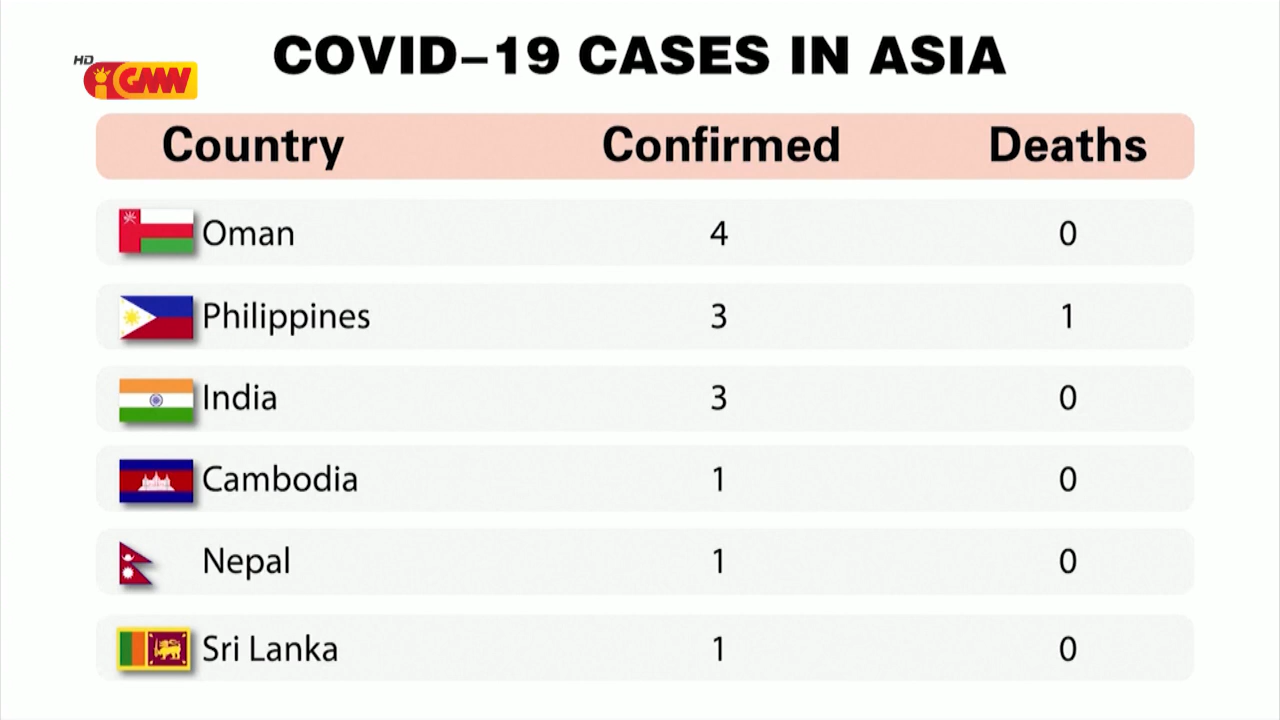 COVID–19 CASES IN ASIA
HD
iGMW
Country Confirmed Deaths
Oman 4 0
Philippines 3 1
India 3 0
Cambodia 1 0
Nepal 1 0
Sri Lanka 1 0